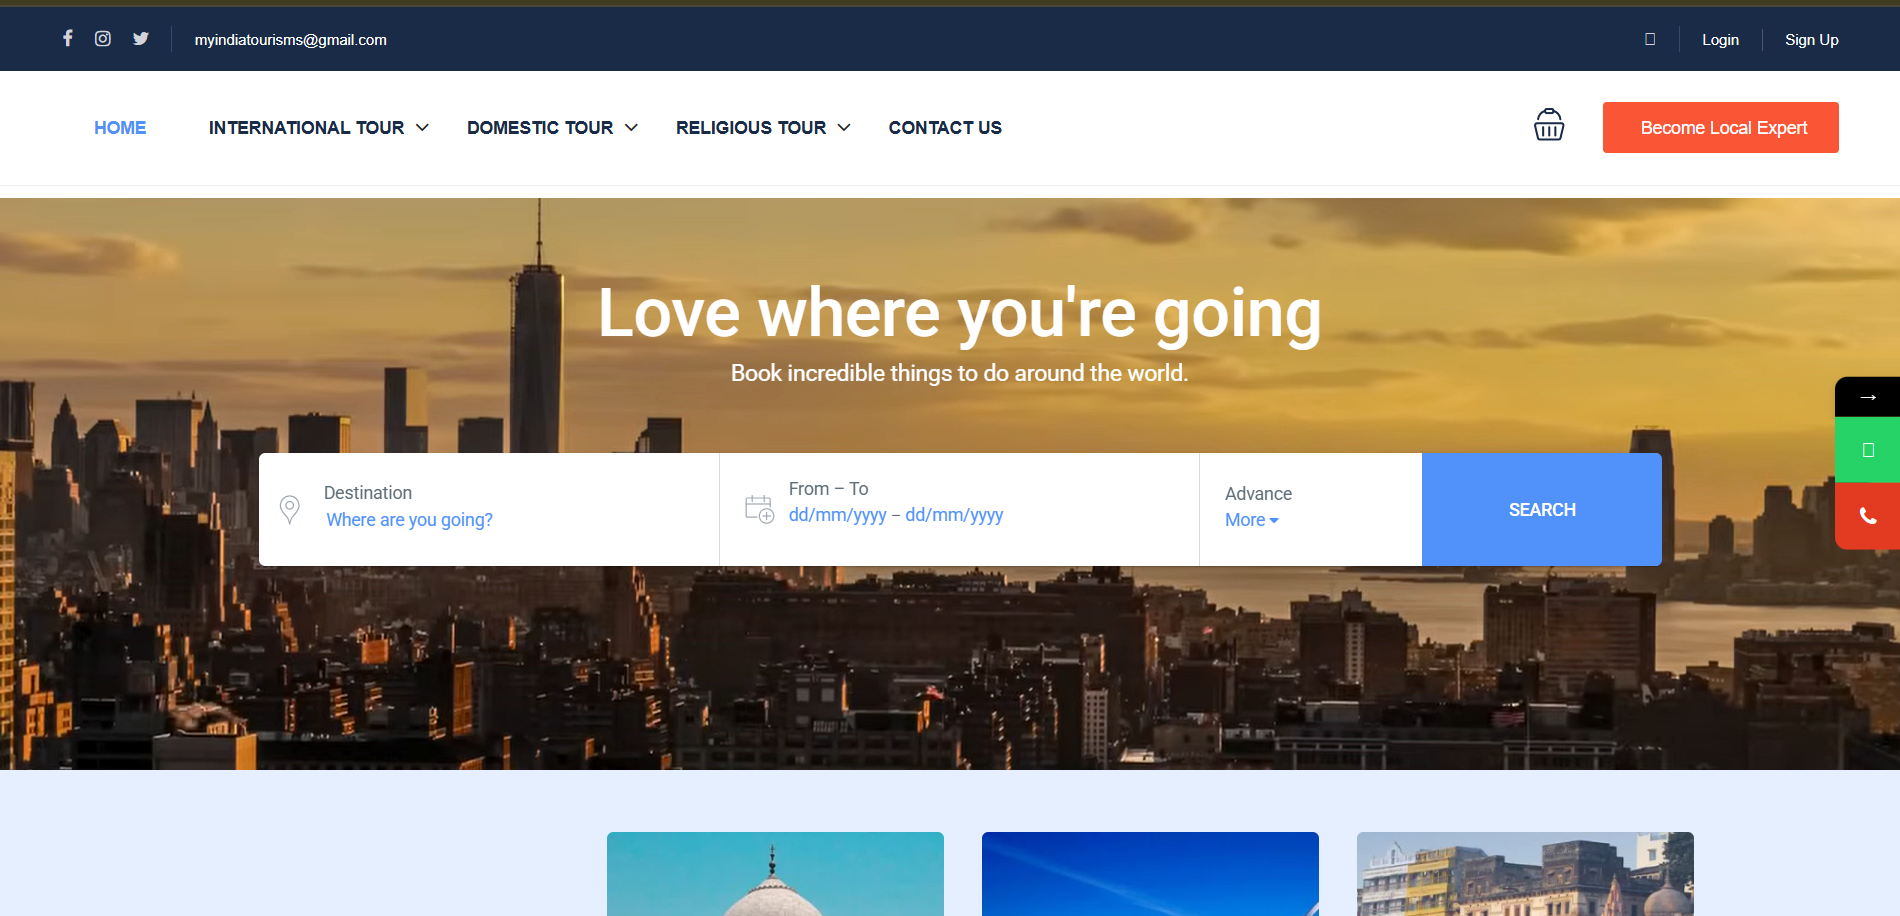 myindiatourisms@gmail.com
Login
Sign Up
HOME
INTERNATIONAL TOUR
DOMESTIC TOUR
RELIGIOUS TOUR
CONTACT US
Become Local Expert
Love where you're going
Book incredible things to do around the world.
Destination
Where are you going?
From – To
dd/mm/yyyy – dd/mm/yyyy
Advance
More
SEARCH